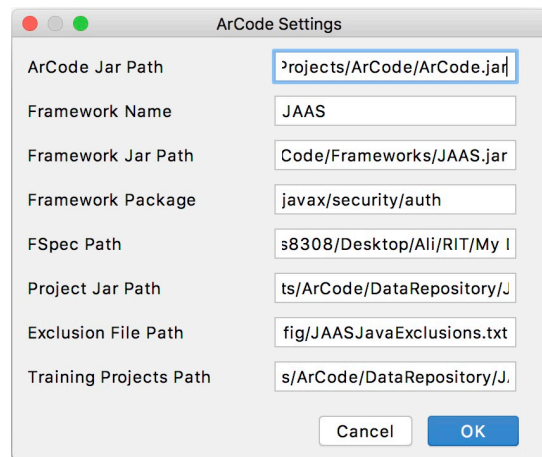 ArCode Settings
ArCode Jar Path Projects/ArCode/ArCode.jar
Framework Name JAAS
Framework Jar Path Code/Frameworks/JAAS.jar
Framework Package javax/security/auth
FSpec Path s8308/Desktop/Ali/RIT/My
Project Jar Path ts/ArCode/DataRepository/J
Exclusion File Path fig/JAASJavaExclusions.txt
Training Projects Path s/ArCode/DataRepository/J
Cancel OK